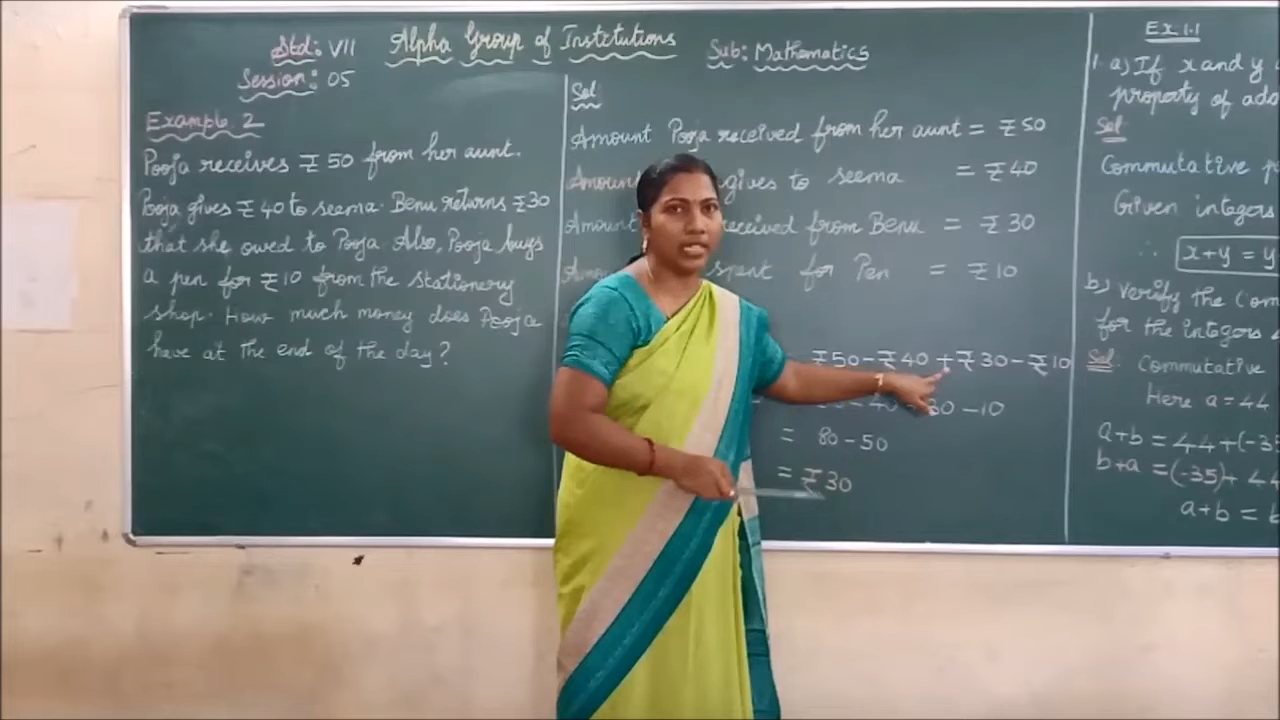 Std: VII Alpha Group of Institutions Sub: Mathematics
Session: 05
Example 2
Pooja receives ₹50 from her aunt.
Pooja gives ₹40 to seema. Benu returns ₹30
that she owed to Pooja. Also, Pooja buys
a pen for ₹10 from the stationery
shop. How much money does Pooja
have at the end of the day?
Sol
Amount Pooja received from her aunt = ₹50
Amount gives to seema = ₹40
Amount received from Benu = ₹30
spent for Pen = ₹10
₹50-₹40+₹30-₹10
30-10
= 80-50
= ₹30
Ex 1.1
1. a) If x and y
property of
Sol
Commutative
Given integers
∴ x+y = y
b) Verify the
for the integers
Sol. Commutative
Here a = 44
a+b = 44+(-35
b+a = (-35)+ 44
a+b =